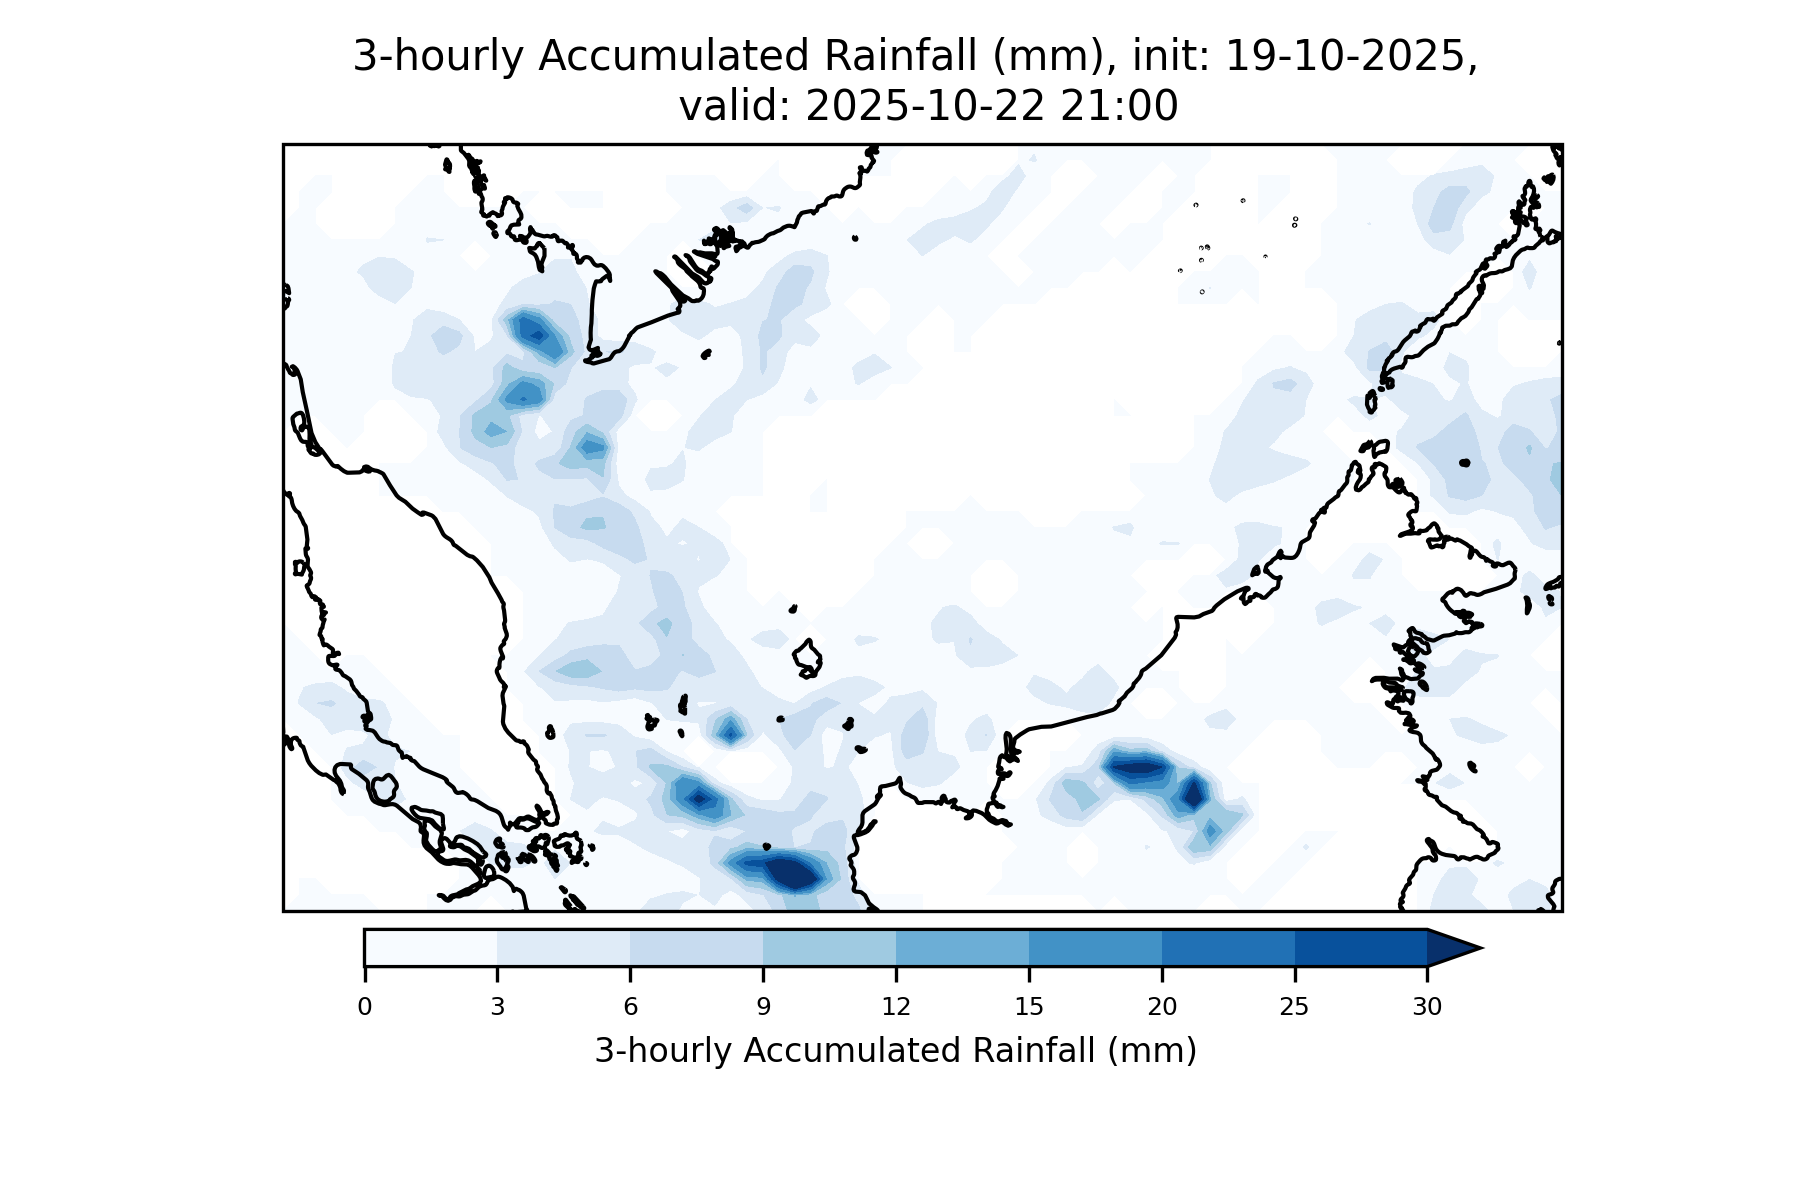 3-hourly Accumulated Rainfall (mm), init: 19-10-2025,
valid: 2025-10-22 21:00
0 3 6 9 12 15 20 25 30
3-hourly Accumulated Rainfall (mm)